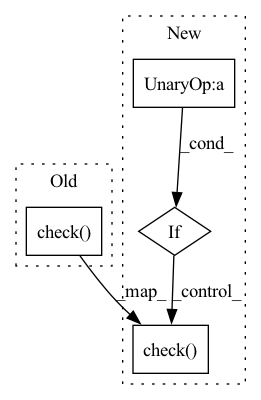 New
UnaryOp:a
Old
_cond_
check()
If
_map_
_control_
check()